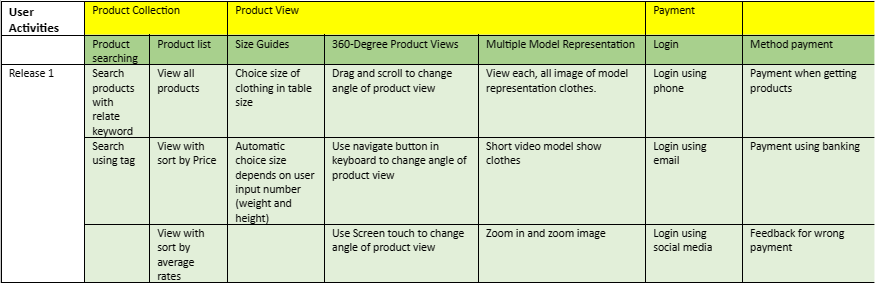 User
Activities
Product Collection
Product View
Payment
Product
searching
Product list
Size Guides
360-Degree Product Views
Multiple Model Representation
Login
Method payment
Release 1
Search
products
with
relate
keyword
View all
products
Choice size of
clothing in table
size
Drag and scroll to change
angle of product view
View each, all image of model
representation clothes.
Login using
phone
Payment when getting
products
Search
using tag
View with
sort by Price
Automatic
choice size
depends on user
input number
(weight and
height)
Use navigate button in
keyboard to change angle of
product view
Short video model show
clothes
Login using
email
Payment using banking
View with
sort by
average
rates
Use Screen touch to change
angle of product view
Zoom in and zoom image
Login using
social media
Feedback for wrong
payment